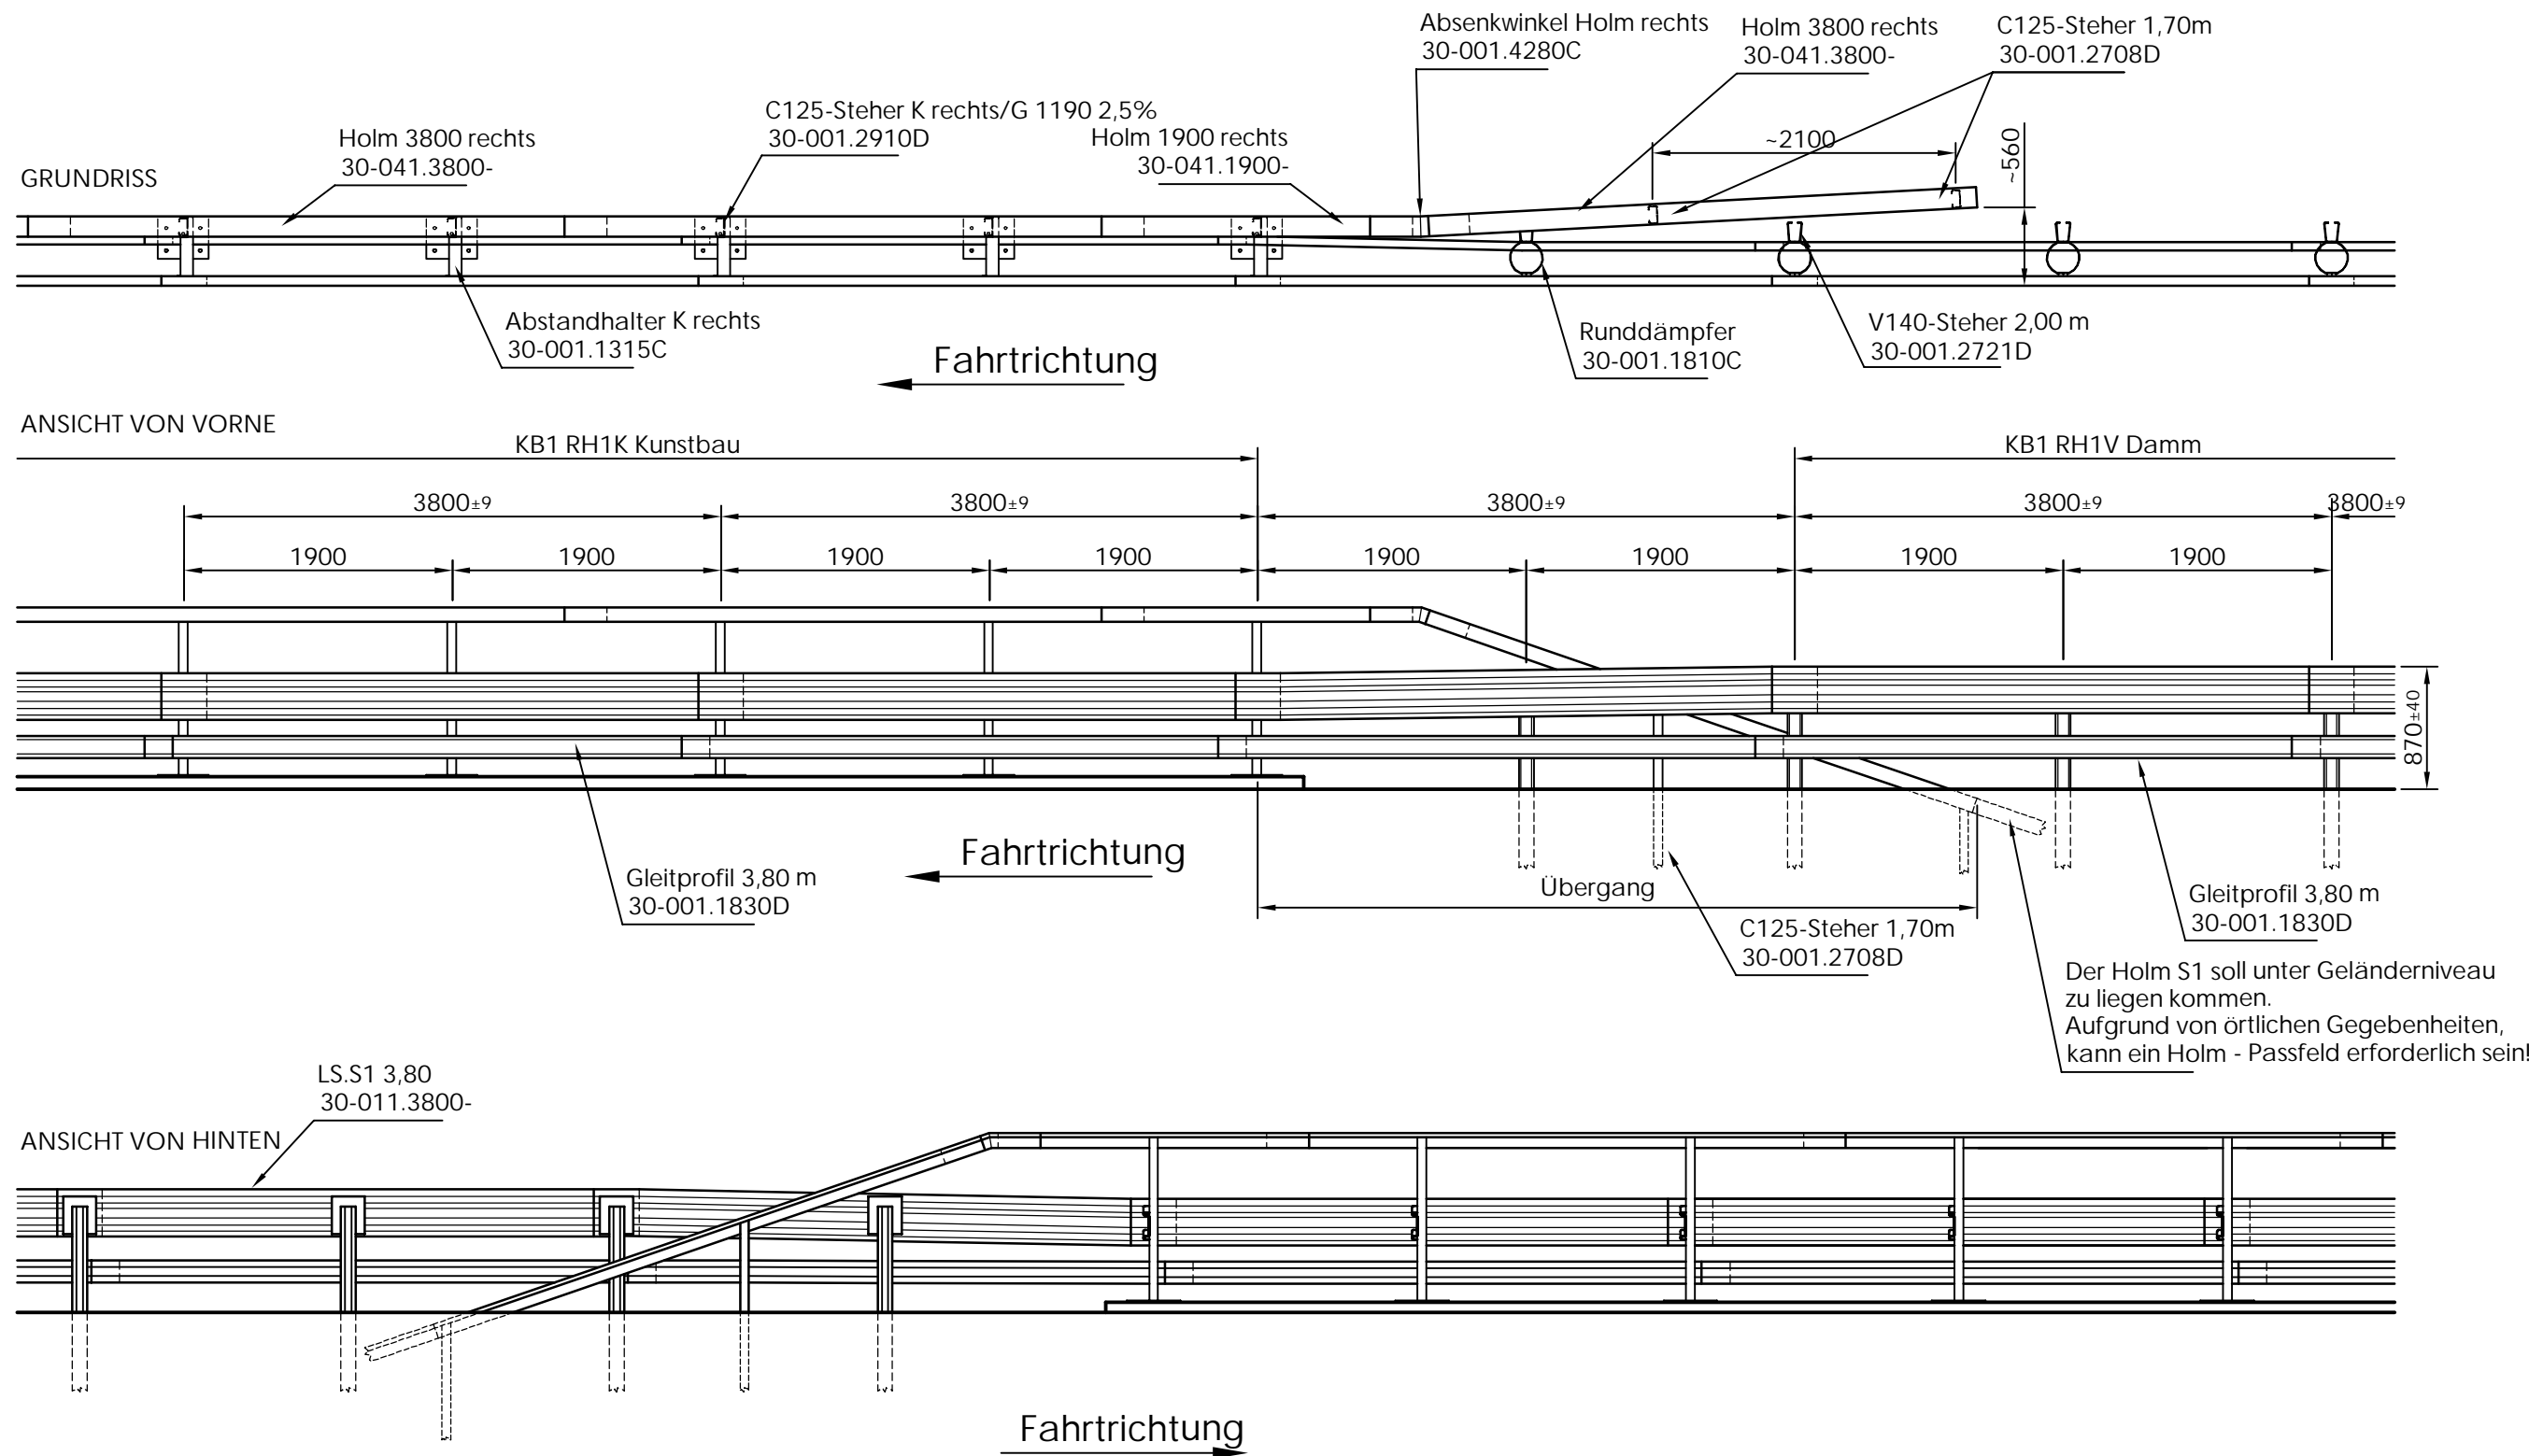 Absenkwinkel Holm rechts
30-001.4280C
Holm 3800 rechts
30-041.3800-
C125-Steher 1,70m
30-001.2708D
C125-Steher K rechts/G 1190 2,5%
30-001.2910D
Holm 3800 rechts
30-041.3800-
Holm 1900 rechts
30-041.1900-
~2100
~560
GRUNDRISS
Abstandhalter K rechts
30-001.1315C
Fahrtrichtung
Runddämpfer
30-001.1810C
V140-Steher 2,00 m
30-001.2721D
ANSICHT VON VORNE
KB1 RH1K Kunstbau
KB1 RH1V Damm
3800±9
3800±9
3800±9
3800±9
3800±9
1900
1900
1900
1900
1900
1900
1900
1900
870±40
Fahrtrichtung
Gleitprofil 3,80 m
30-001.1830D
Übergang
C125-Steher 1,70m
30-001.2708D
Gleitprofil 3,80 m
30-001.1830D
Der Holm S1 soll unter Geländerniveau
zu liegen kommen.
Aufgrund von örtlichen Gegebenheiten,
kann ein Holm - Passfeld erforderlich sein!
LS.S1 3,80
30-011.3800-
ANSICHT VON HINTEN
Fahrtrichtung